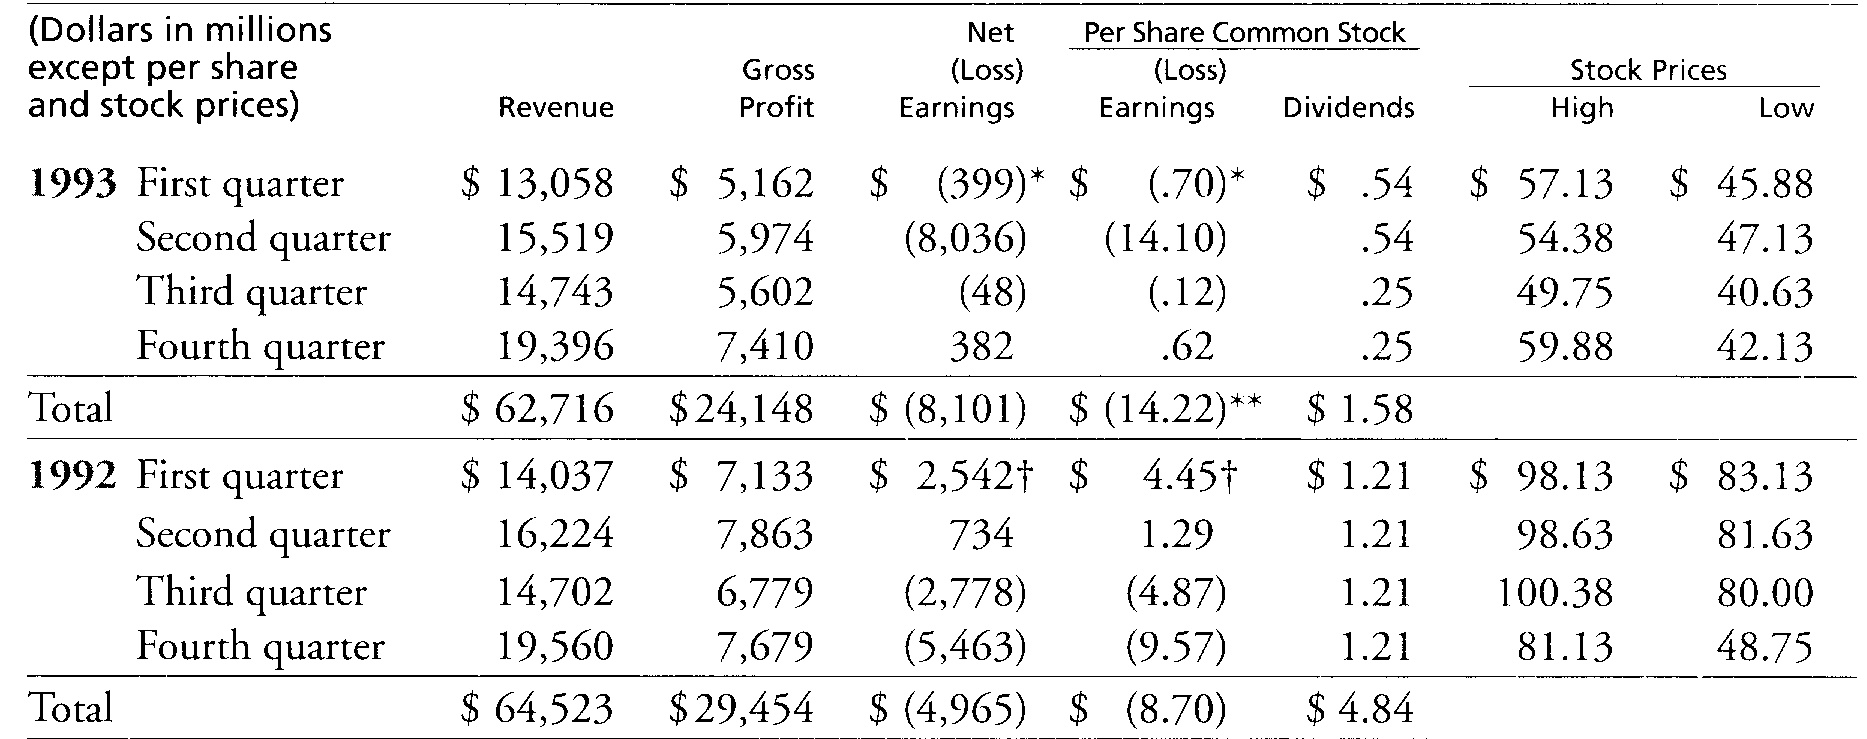 (Dollars in millions Net Per Share Common Stock
except per share Gross (Loss) (Loss) Stock Prices
and stock prices) Revenue Profit Earnings Earnings Dividends High Low
1993 First quarter $ 13,058 $ 5,162 $ (399)* $ (.70)* $ .54 $ 57.13 $ 45.88
Second quarter 15,519 5,974 (8,036) (14.10) .54 54.38 47.13
Third quarter 14,743 5,602 (48) (.12) .25 49.75 40.63
Fourth quarter 19,396 7,410 382 .62 .25 59.88 42.13
Total $ 62,716 $24,148 $ (8,101) $ (14.22)** $ 1.58
1992 First quarter $ 14,037 $ 7,133 $ 2,542† $ 4.45† $ 1.21 $ 98.13 $ 83.13
Second quarter 16,224 7,863 734 1.29 1.21 98.63 81.63
Third quarter 14,702 6,779 (2,778) (4.87) 1.21 100.38 80.00
Fourth quarter 19,560 7,679 (5,463) (9.57) 1.21 81.13 48.75
Total $ 64,523 $29,454 $ (4,965) $ (8.70) $ 4.84